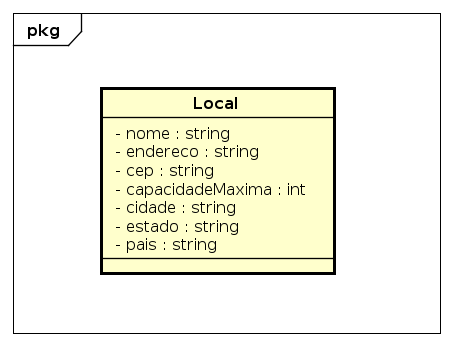 pkg
Local
- nome : string
- endereco : string
- cep : string
- capacidadeMaxima : int
- cidade : string
- estado : string
- pais : string